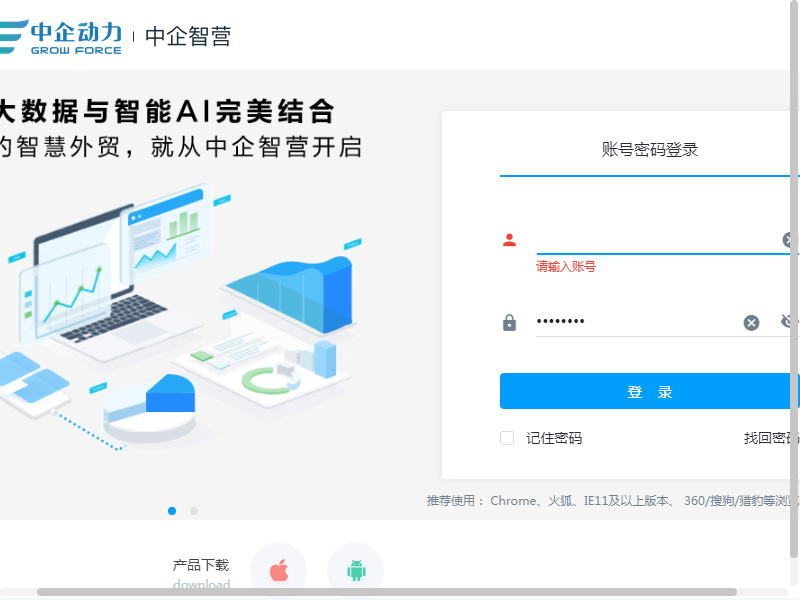 中企动力
GROW FORCE
中企智营
大数据与智能AI完美结合
的智慧外贸，就从中企智营开启
账号密码登录
请输入账号
••••••••
登 录
记住密码
找回密码
推荐使用： Chrome、火狐、IE11及以上版本、 360/搜狗/猎豹等浏览
产品下载
download